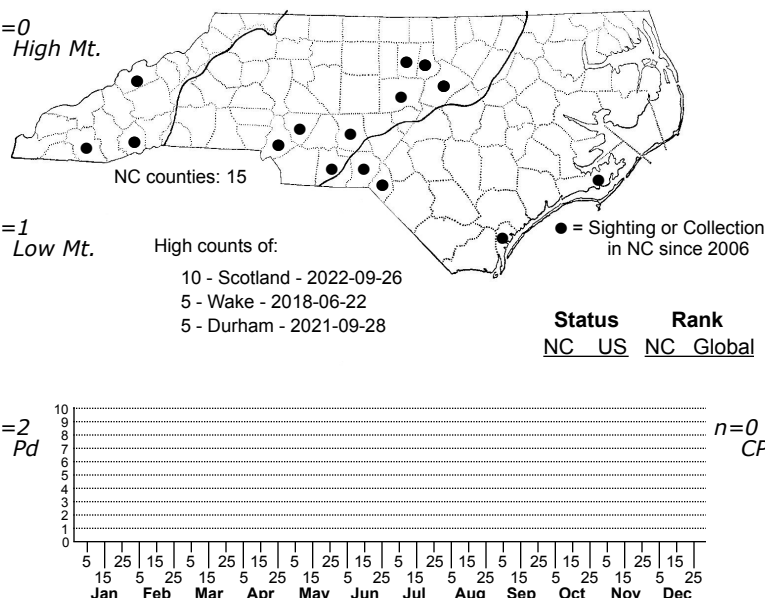 =0
High Mt.
NC counties: 15
=1
Low Mt.
High counts of:
10 - Scotland - 2022-09-26
5 - Wake - 2018-06-22
5 - Durham - 2021-09-28
● = Sighting or Collection
in NC since 2006
Status Rank
NC US NC Global
=2
Pd
10
9
8
7
6
5
4
3
2
1
0
n=0
CP
5 25 15 5 25 15 5 25 15 5 25 15 5 25 15 5 25 15
15 5 25 15 5 25 15 5 25 15 5 25 15 5 25 15 5 25
Jan Feb Mar Apr May Jun Jul Aug Sep Oct Nov Dec